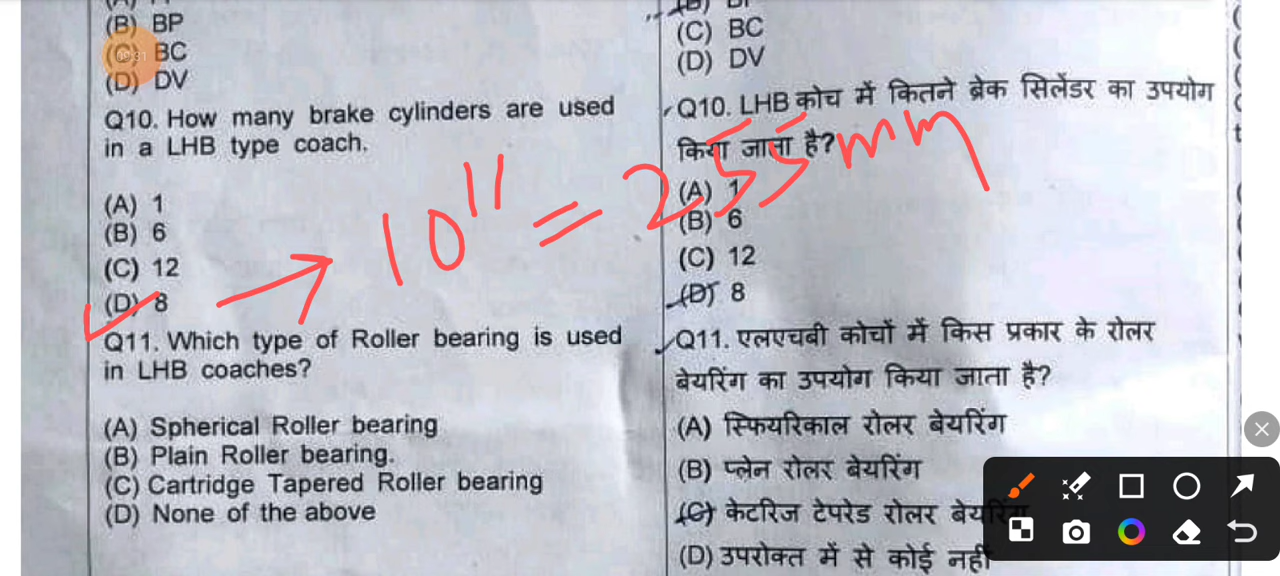 (B) BP
(C) BC
(D) DV
Q10. How many brake cylinders are used
in a LHB type coach.
(A) 1
(B) 6
(C) 12
(D) 8
Q11. Which type of Roller bearing is used
in LHB coaches?
(A) Spherical Roller bearing
(B) Plain Roller bearing.
(C) Cartridge Tapered Roller bearing
(D) None of the above
(C) BC
(D) DV
Q10. LHB कोच में कितने ब्रेक सिलेंडर का उपयोग
किया जाता है?
(A) 1
(B) 6
(C) 12
(D) 8
Q11. एलएचबी कोचों में किस प्रकार के रोलर
बेयरिंग का उपयोग किया जाता है?
(A) स्फियरिकाल रोलर बेयरिंग
(B) प्लेन रोलर बेयरिंग
(C) केटरिज टेपरेड रोलर बेयरिंग
(D) उपरोक्त में से कोई नहीं
10" = 255mm